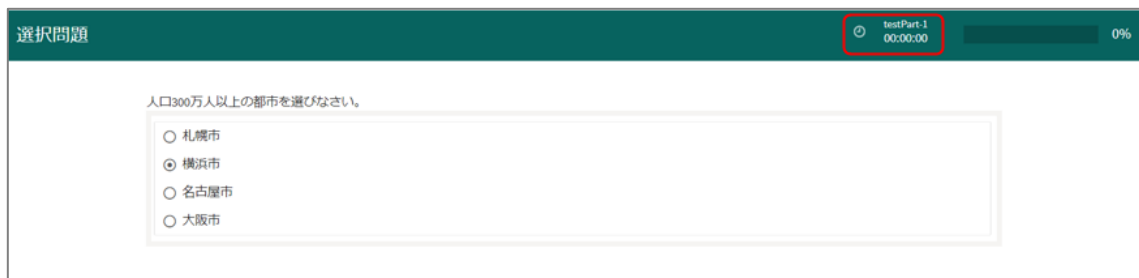 選択問題
testPart-1
00:00:00
0%
人口300万人以上の都市を選びなさい。
札幌市
横浜市
名古屋市
大阪市